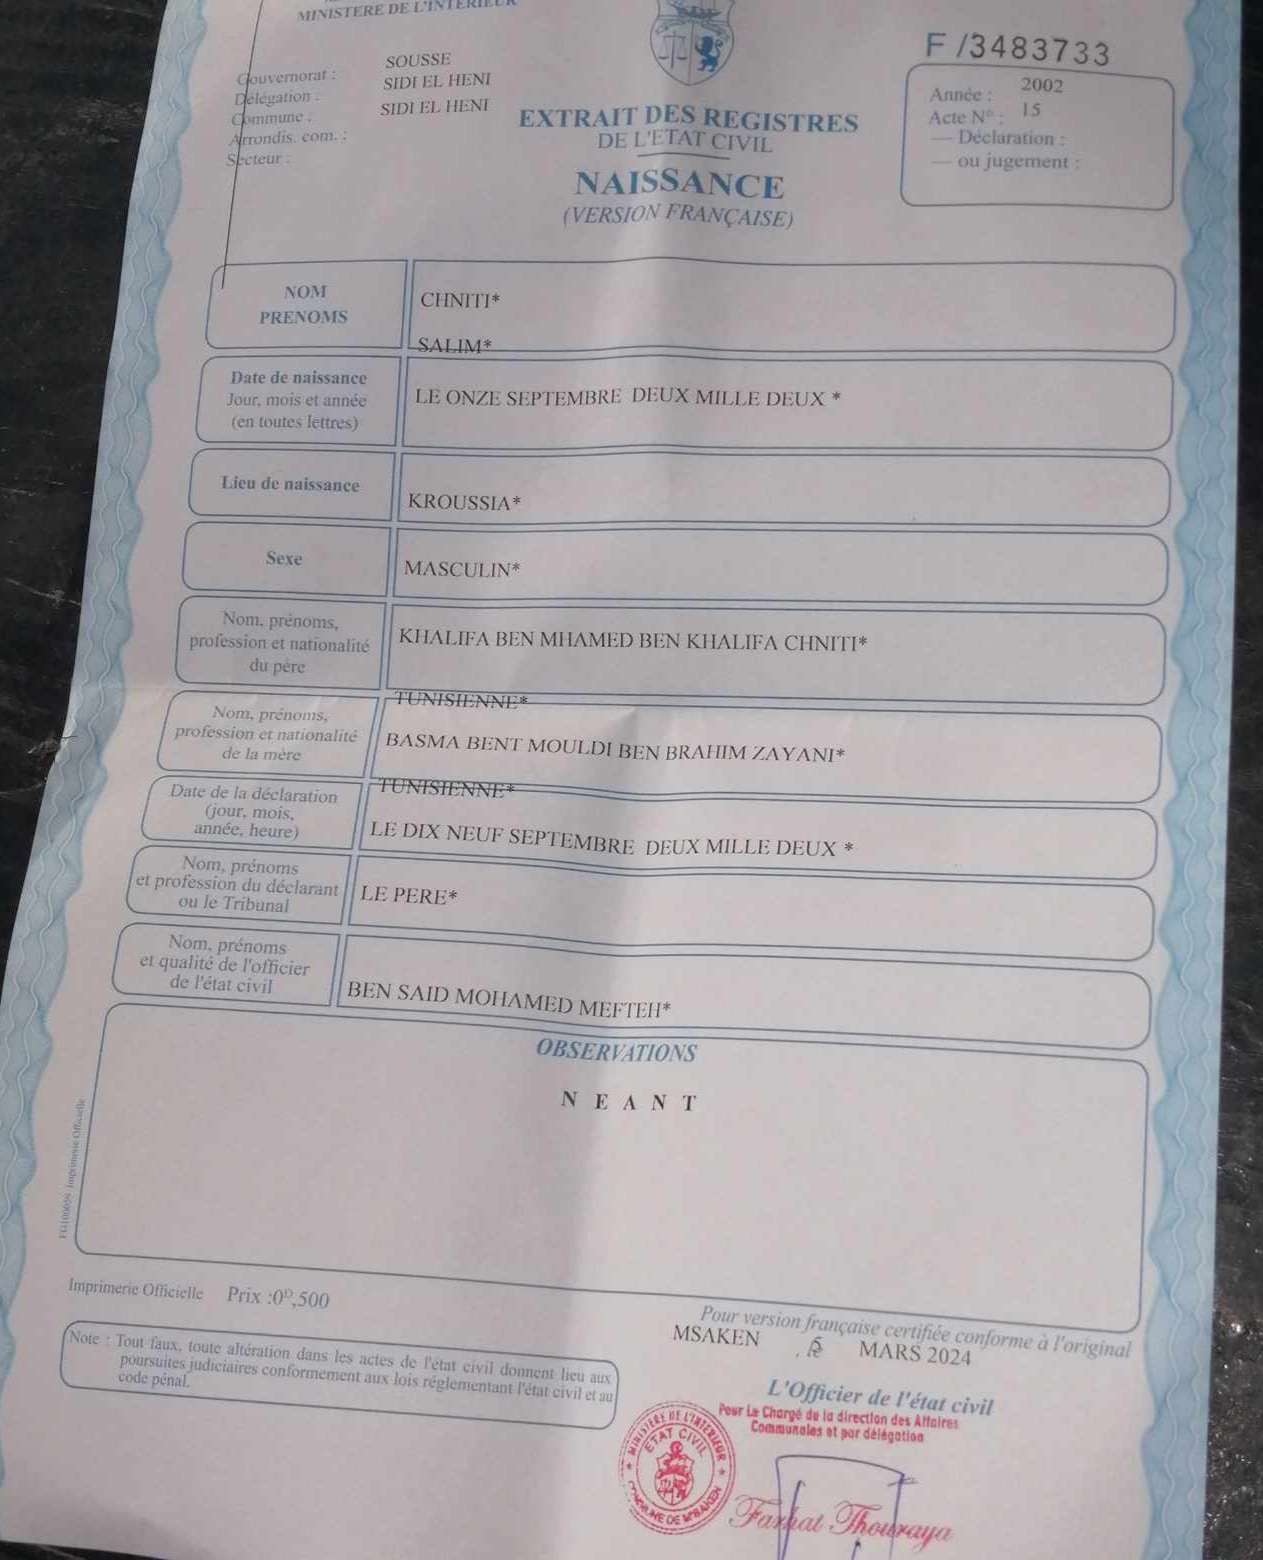 MINISTERE DE L'INTERIEUR
Gouvernorat : SOUSSE
Délégation : SIDI EL HENI
Commune : SIDI EL HENI
Arrondis. com. :
Secteur :
EXTRAIT DES REGISTRES
DE L'ETAT CIVIL
NAISSANCE
(VERSION FRANÇAISE)
F /3483733
Année : 2002
Acte N° : 15
— Déclaration :
— ou jugement :
NOM
PRENOMS
CHNITI*
SALIM*
Date de naissance
Jour, mois et année
(en toutes lettres)
LE ONZE SEPTEMBRE DEUX MILLE DEUX *
Lieu de naissance
KROUSSIA*
Sexe
MASCULIN*
Nom, prénoms,
profession et nationalité
du père
KHALIFA BEN MHAMED BEN KHALIFA CHNITI*
TUNISIENNE*
Nom, prénoms,
profession et nationalité
de la mère
BASMA BENT MOULDI BEN BRAHIM ZAYANI*
TUNISIENNE*
Date de la déclaration
(jour, mois,
année, heure)
LE DIX NEUF SEPTEMBRE DEUX MILLE DEUX *
Nom, prénoms
et profession du déclarant
ou le Tribunal
LE PERE*
Nom, prénoms
et qualité de l'officier
de l'état civil
BEN SAID MOHAMED MEFTEH*
OBSERVATIONS
N E A N T
Imprimerie Officielle
Imprimerie Officielle Prix :0ᴰ,500
Note : Tout faux, toute altération dans les actes de l'état civil donnent lieu aux
poursuites judiciaires conformement aux lois réglementant l'état civil et au
code pénal.
Pour version française certifiée conforme à l'original
MSAKEN MARS 2024
L'Officier de l'état civil
Pour Le Chargé de la direction des Affaires
Communales et par délégation
MINISTERE DE L'INTERIEUR
ETAT CIVIL
COMMUNE DE M'SAKEN
Farhat Thouraya